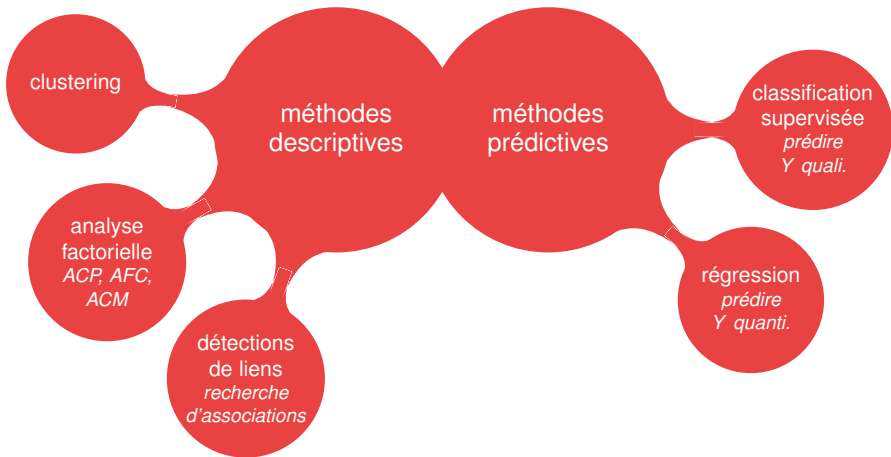 clustering
méthodes
descriptives
méthodes
prédictives
classification
supervisée
prédire
Y quali.
analyse
factorielle
ACP, AFC,
ACM
régression
prédire
Y quanti.
détections
de liens
recherche
d'associations